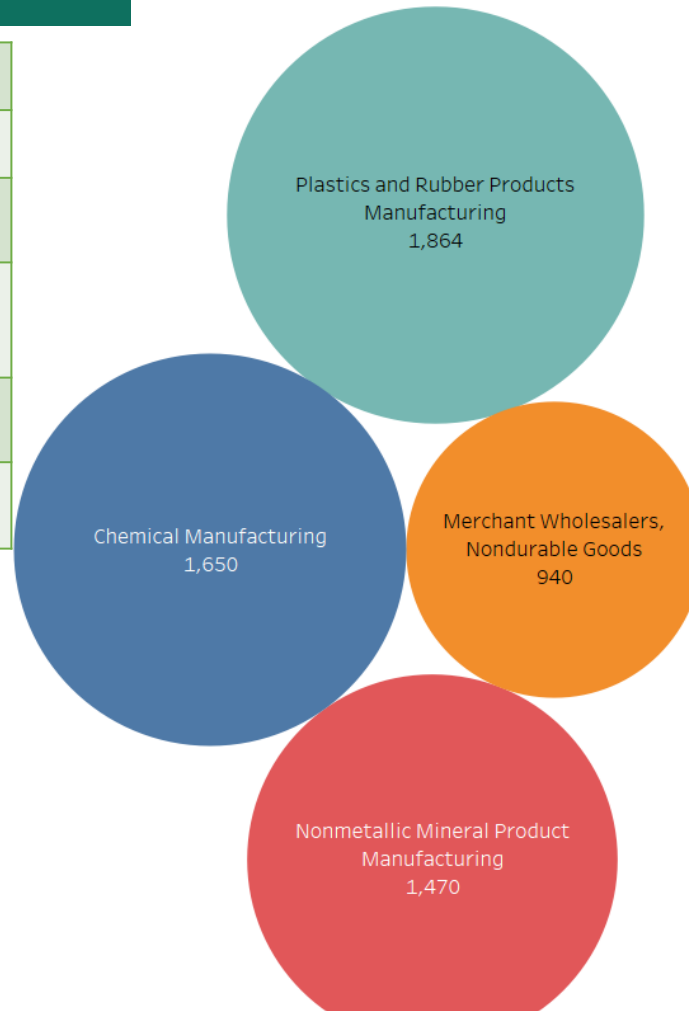 Plastics and Rubber Products
Manufacturing
1,864
Chemical Manufacturing
1,650
Merchant Wholesalers,
Nondurable Goods
940
Nonmetallic Mineral Product
Manufacturing
1,470